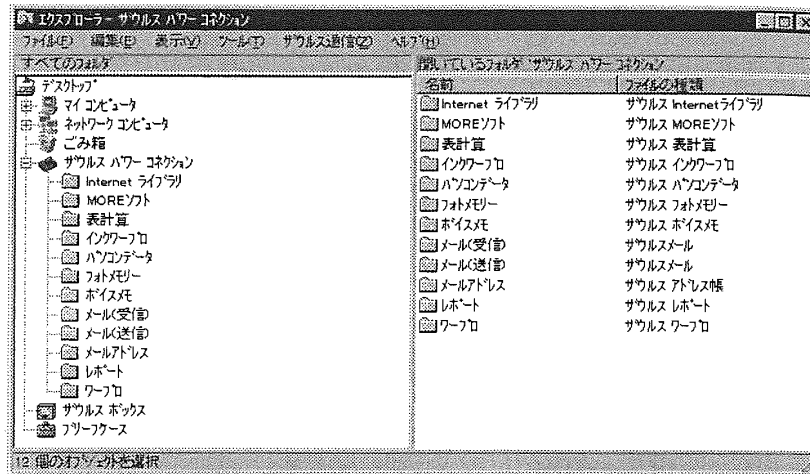 エクスプローラー ｻﾞｳﾙｽ ﾊﾟﾜｰ ｺﾈｸｼｮﾝ
ﾌｧｲﾙ(F) 編集(E) 表示(V) ﾂｰﾙ(T) ｻﾞｳﾙｽ通信(Z) ﾍﾙﾌﾟ(H)
すべてのﾌｫﾙﾀﾞ
ﾃﾞｽｸﾄｯﾌﾟ
ﾏｲ ｺﾝﾋﾟｭｰﾀ
ﾈｯﾄﾜｰｸ ｺﾝﾋﾟｭｰﾀ
ごみ箱
ｻﾞｳﾙｽ ﾊﾟﾜｰ ｺﾈｸｼｮﾝ
Internet ﾗｲﾌﾞﾗﾘ
MOREｿﾌﾄ
表計算
ｲﾝｸﾜｰﾌﾟﾛ
ﾊﾟｿｺﾝﾃﾞｰﾀ
ﾌｫﾄﾒﾓﾘｰ
ﾎﾞｲｽﾒﾓ
ﾒｰﾙ(受信)
ﾒｰﾙ(送信)
ﾒｰﾙｱﾄﾞﾚｽ
ﾚﾎﾟｰﾄ
ﾜｰﾌﾟﾛ
ｻﾞｳﾙｽ ﾎﾞｯｸｽ
ﾌﾞﾘｰﾌｹｰｽ
開いているﾌｫﾙﾀﾞ 'ｻﾞｳﾙｽ ﾊﾟﾜｰ ｺﾈｸｼｮﾝ
名前 ﾌｧｲﾙの種類
Internet ﾗｲﾌﾞﾗﾘ ｻﾞｳﾙｽ Internetﾗｲﾌﾞﾗﾘ
MOREｿﾌﾄ ｻﾞｳﾙｽ MOREｿﾌﾄ
表計算 ｻﾞｳﾙｽ 表計算
ｲﾝｸﾜｰﾌﾟﾛ ｻﾞｳﾙｽ ｲﾝｸﾜｰﾌﾟﾛ
ﾊﾟｿｺﾝﾃﾞｰﾀ ｻﾞｳﾙｽ ﾊﾟｿｺﾝﾃﾞｰﾀ
ﾌｫﾄﾒﾓﾘｰ ｻﾞｳﾙｽ ﾌｫﾄﾒﾓﾘｰ
ﾎﾞｲｽﾒﾓ ｻﾞｳﾙｽ ﾎﾞｲｽﾒﾓ
ﾒｰﾙ(受信) ｻﾞｳﾙｽﾒｰﾙ
ﾒｰﾙ(送信) ｻﾞｳﾙｽﾒｰﾙ
ﾒｰﾙｱﾄﾞﾚｽ ｻﾞｳﾙｽ ｱﾄﾞﾚｽ帳
ﾚﾎﾟｰﾄ ｻﾞｳﾙｽ ﾚﾎﾟｰﾄ
ﾜｰﾌﾟﾛ ｻﾞｳﾙｽ ﾜｰﾌﾟﾛ
12 個のｵﾌﾞｼﾞｪｸﾄを選択